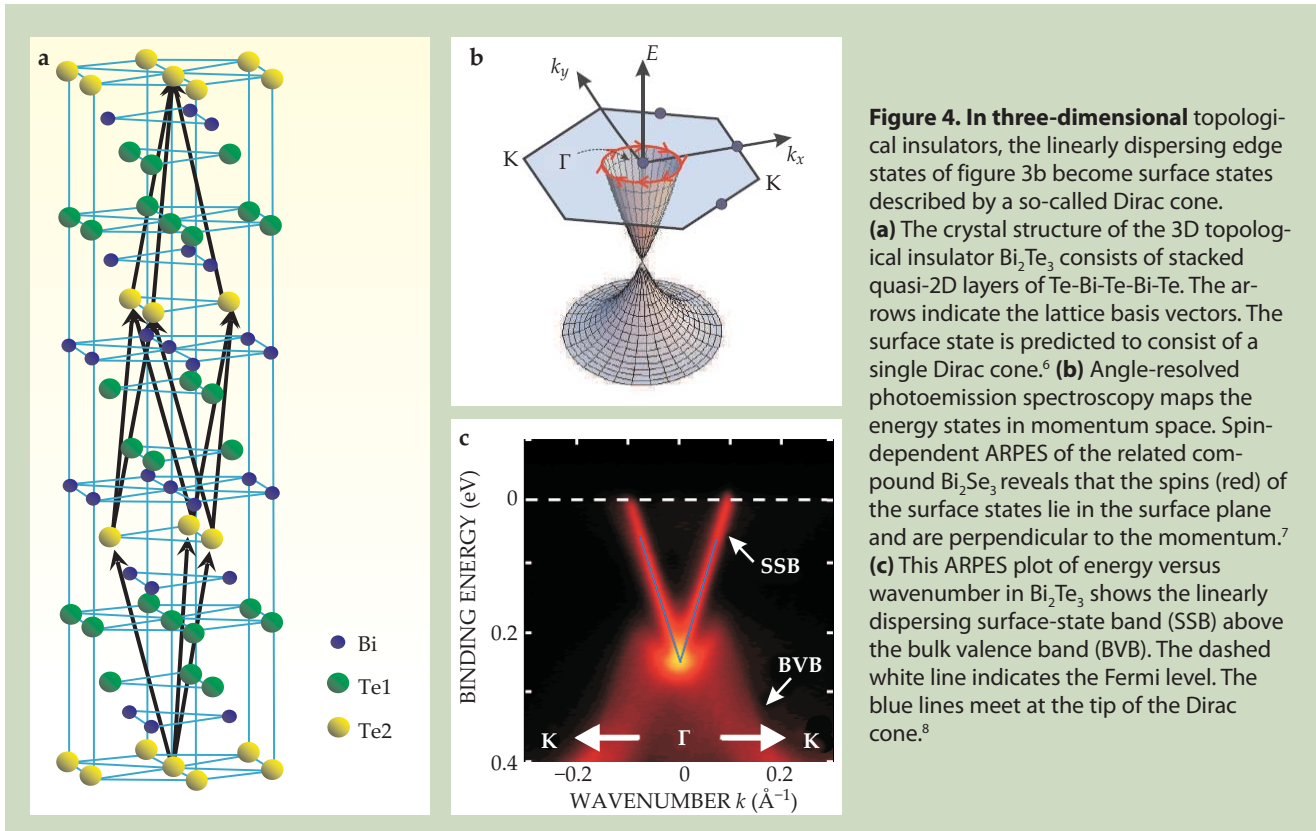 a
Bi
Te1
Te2
b
E
k_y
k_x
K
Γ
K
c
BINDING ENERGY (eV)
0
0.2
0.4
SSB
BVB
K
Γ
K
−0.2
0
0.2
WAVENUMBER k (Å⁻¹)
Figure 4. In three-dimensional topologi-
cal insulators, the linearly dispersing edge
states of figure 3b become surface states
described by a so-called Dirac cone.
(a) The crystal structure of the 3D topolog-
ical insulator Bi₂Te₃ consists of stacked
quasi-2D layers of Te-Bi-Te-Bi-Te. The ar-
rows indicate the lattice basis vectors. The
surface state is predicted to consist of a
single Dirac cone.⁶ (b) Angle-resolved
photoemission spectroscopy maps the
energy states in momentum space. Spin-
dependent ARPES of the related com-
pound Bi₂Se₃ reveals that the spins (red) of
the surface states lie in the surface plane
and are perpendicular to the momentum.⁷
(c) This ARPES plot of energy versus
wavenumber in Bi₂Te₃ shows the linearly
dispersing surface-state band (SSB) above
the bulk valence band (BVB). The dashed
white line indicates the Fermi level. The
blue lines meet at the tip of the Dirac
cone.⁸